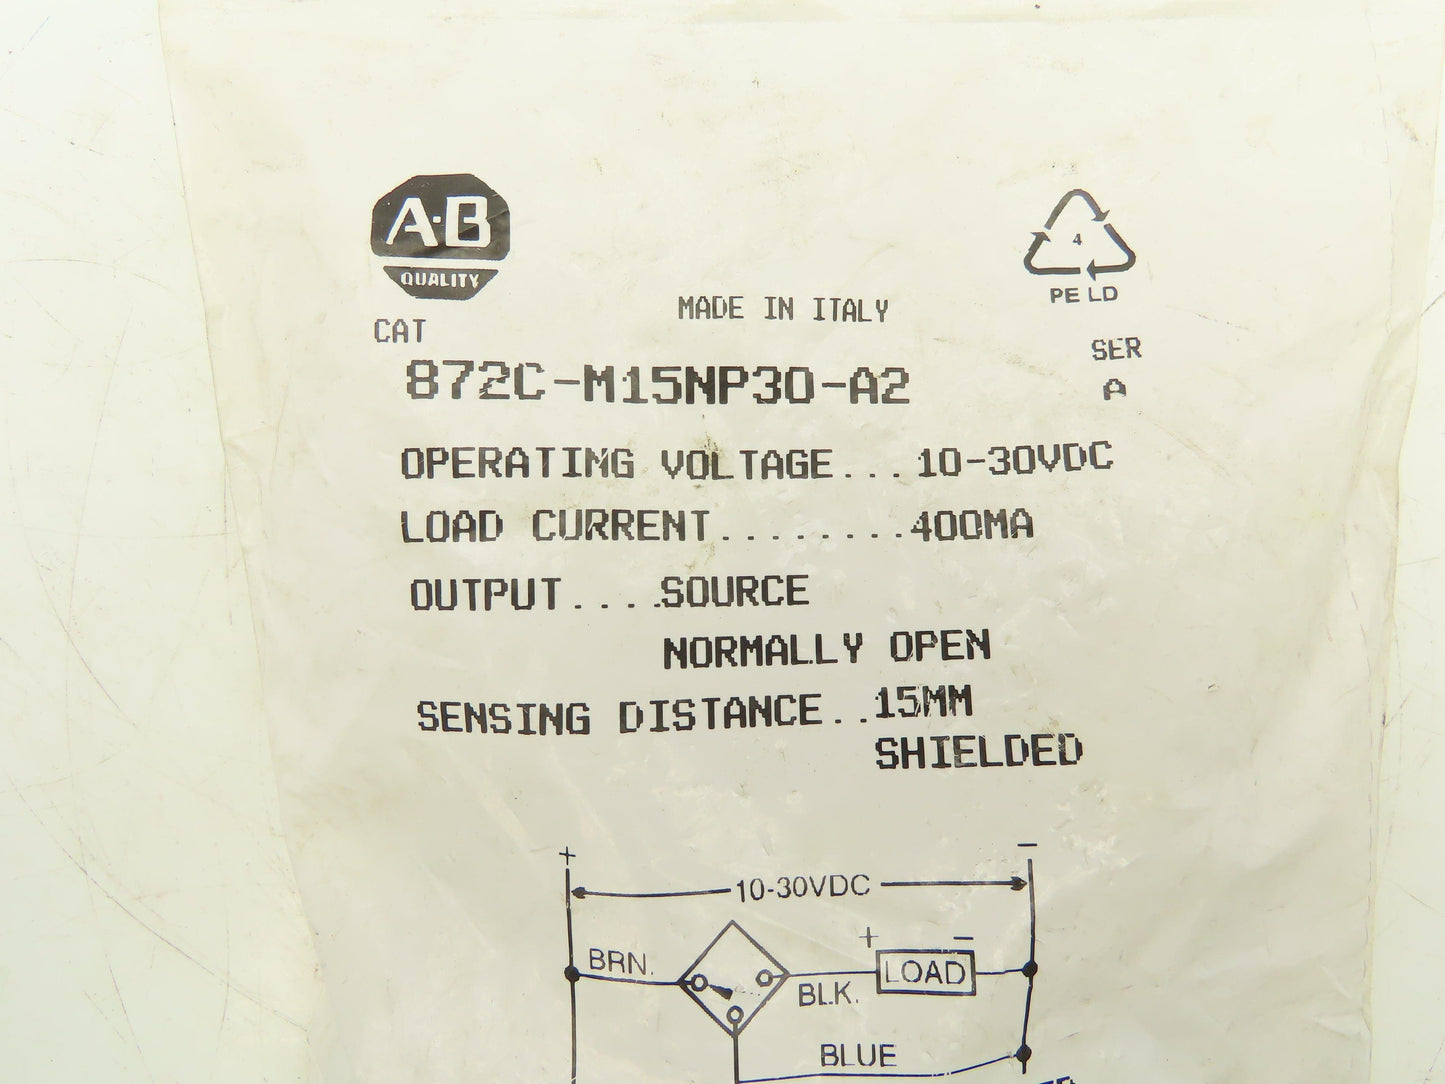 A·B
QUALITY
4
PE LD
MADE IN ITALY
CAT
SER
872C-M15NP30-A2
A
OPERATING VOLTAGE...10-30VDC
LOAD CURRENT........400MA
OUTPUT....SOURCE
NORMALLY OPEN
SENSING DISTANCE..15MM
SHIELDED
+ −
10-30VDC
+ −
BRN.
LOAD
BLK.
BLUE